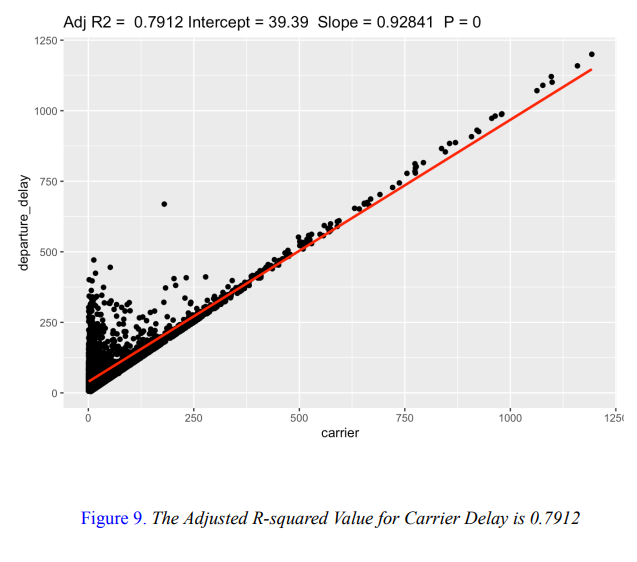 Adj R2 =  0.7912 Intercept = 39.39  Slope = 0.92841  P = 0
1250
1000
750
500
250
0
departure_delay
0 250 500 750 1000 1250
carrier
Figure 9. The Adjusted R-squared Value for Carrier Delay is 0.7912